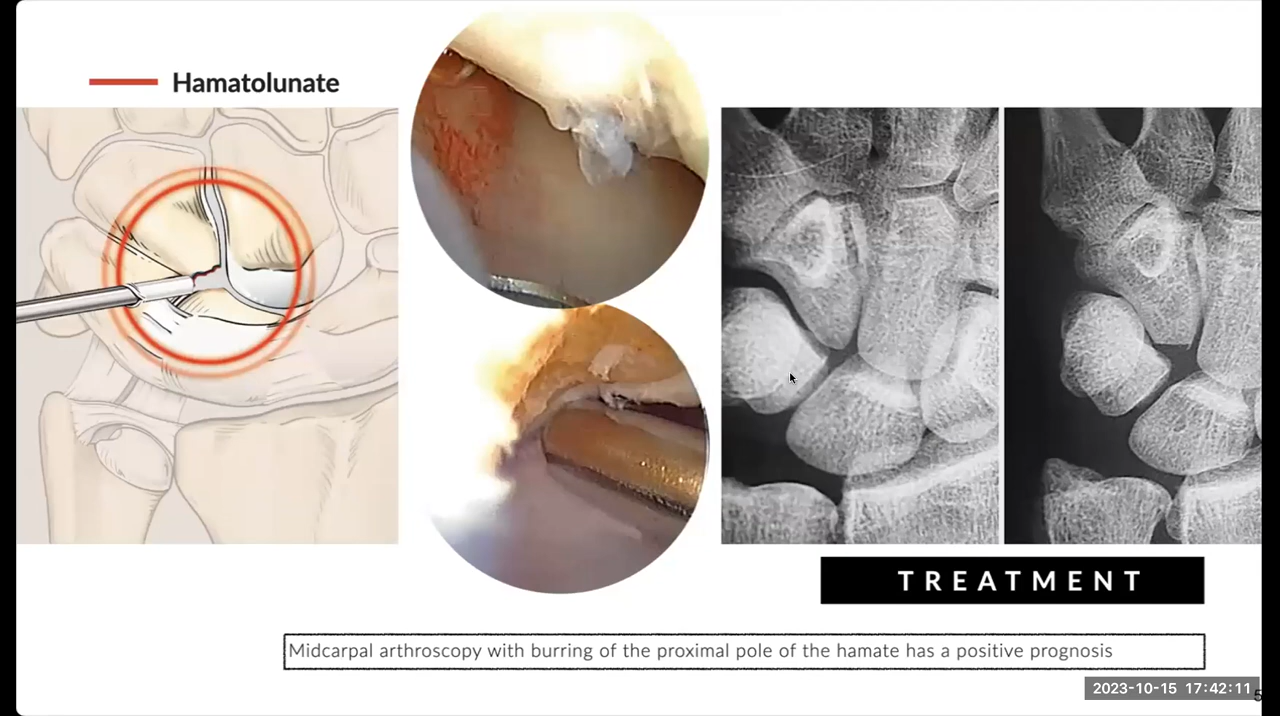 Hamatolunate
TREATMENT
Midcarpal arthroscopy with burring of the proximal pole of the hamate has a positive prognosis
2023-10-15 17:42:11
5